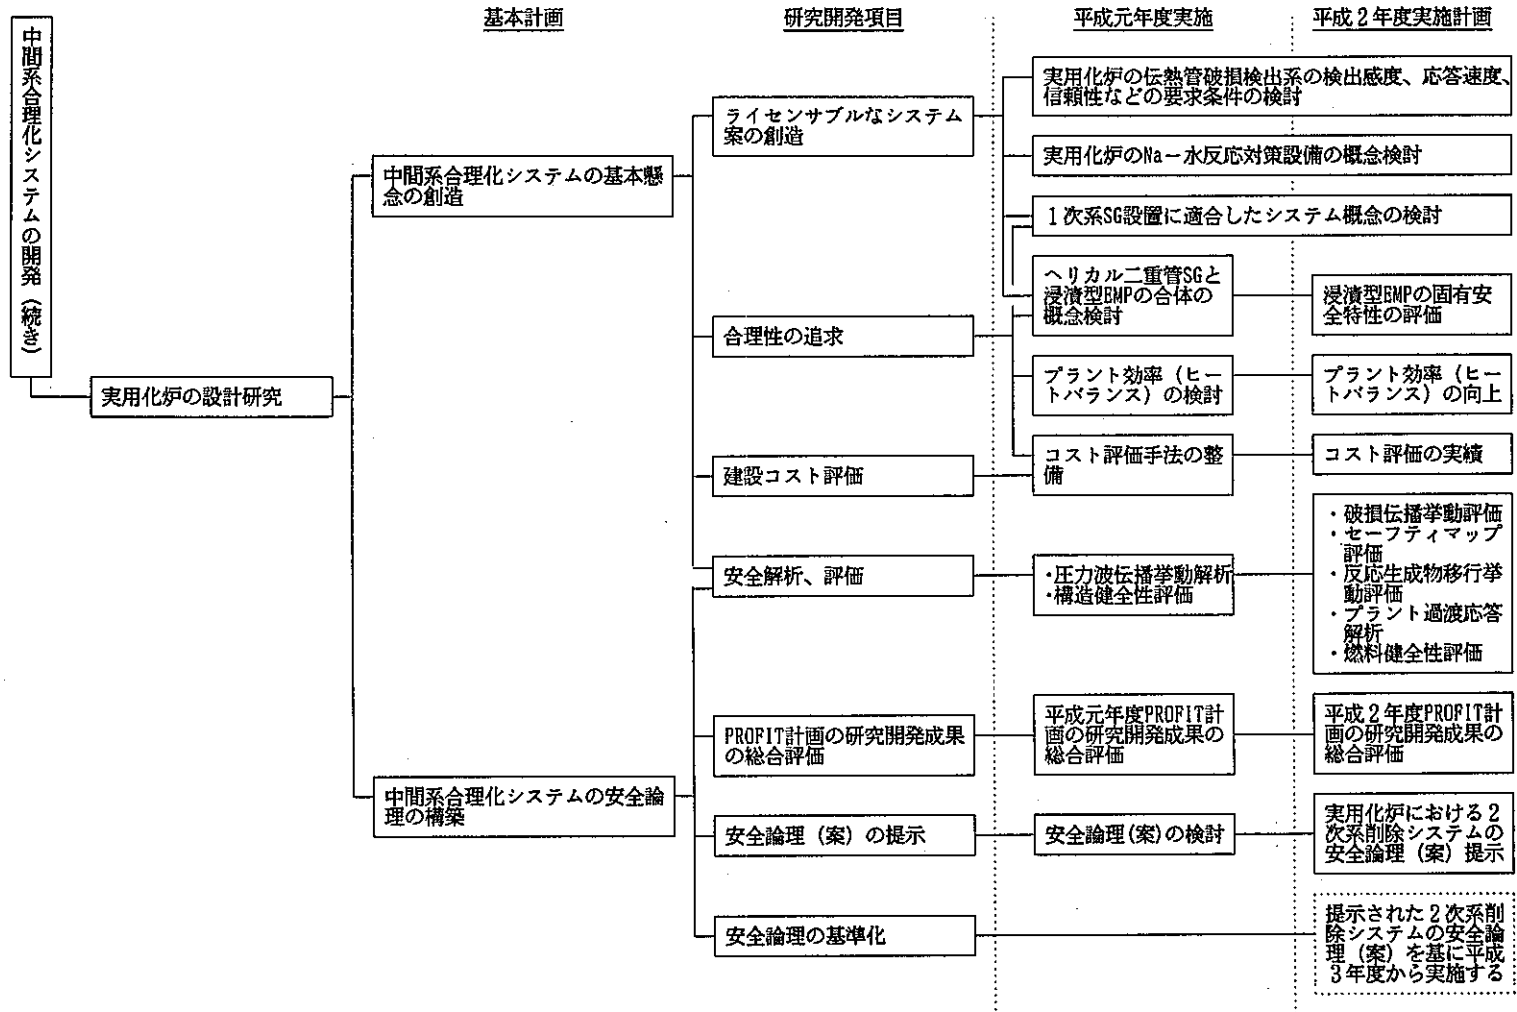 基本計画
研究開発項目
平成元年度実施
平成２年度実施計画
中間系合理化システムの開発（続き）
実用化炉の設計研究
中間系合理化システムの基本懸
念の創造
ライセンサブルなシステム
案の創造
実用化炉の伝熱管破損検出系の検出感度、応答速度、
信頼性などの要求条件の検討
実用化炉のNa－水反応対策設備の概念検討
１次系SG設置に適合したシステム概念の検討
ヘリカル二重管SGと
浸漬型EMPの合体の
概念検討
浸漬型EMPの固有安
全特性の評価
合理性の追求
プラント効率（ヒー
トバランス）の検討
プラント効率（ヒー
トバランス）の向上
建設コスト評価
コスト評価手法の整
備
コスト評価の実績
安全解析、評価
・圧力波伝播挙動解析
・構造健全性評価
・破損伝播挙動評価
・セーフティマップ
評価
・反応生成物移行挙
動評価
・プラント過渡応答
解析
・燃料健全性評価
中間系合理化システムの安全論
理の構築
PROFIT計画の研究開発成果
の総合評価
平成元年度PROFIT計
画の研究開発成果の
総合評価
平成２年度PROFIT計
画の研究開発成果の
総合評価
安全論理（案）の提示
安全論理(案)の検討
実用化炉における２
次系削除システムの
安全論理（案）提示
安全論理の基準化
提示された２次系削
除システムの安全論
理（案）を基に平成
３年度から実施する